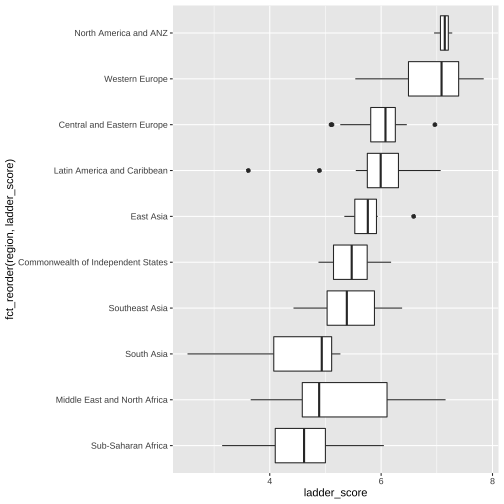 fct_reorder(region, ladder_score)
North America and ANZ
Western Europe
Central and Eastern Europe
Latin America and Caribbean
East Asia
Commonwealth of Independent States
Southeast Asia
South Asia
Middle East and North Africa
Sub-Saharan Africa
4 6 8
ladder_score